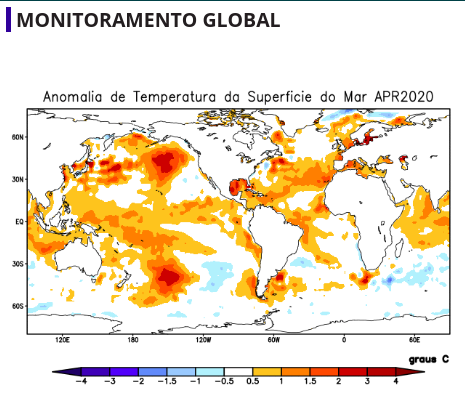 MONITORAMENTO GLOBAL
Anomalia de Temperatura da Superfície do Mar APR2020
60N
30N
EQ
30S
60S
120E 180 120W 60W 0 60E
graus C
-4 -3 -2 -1.5 -1 -0.5 0.5 1 1.5 2 3 4